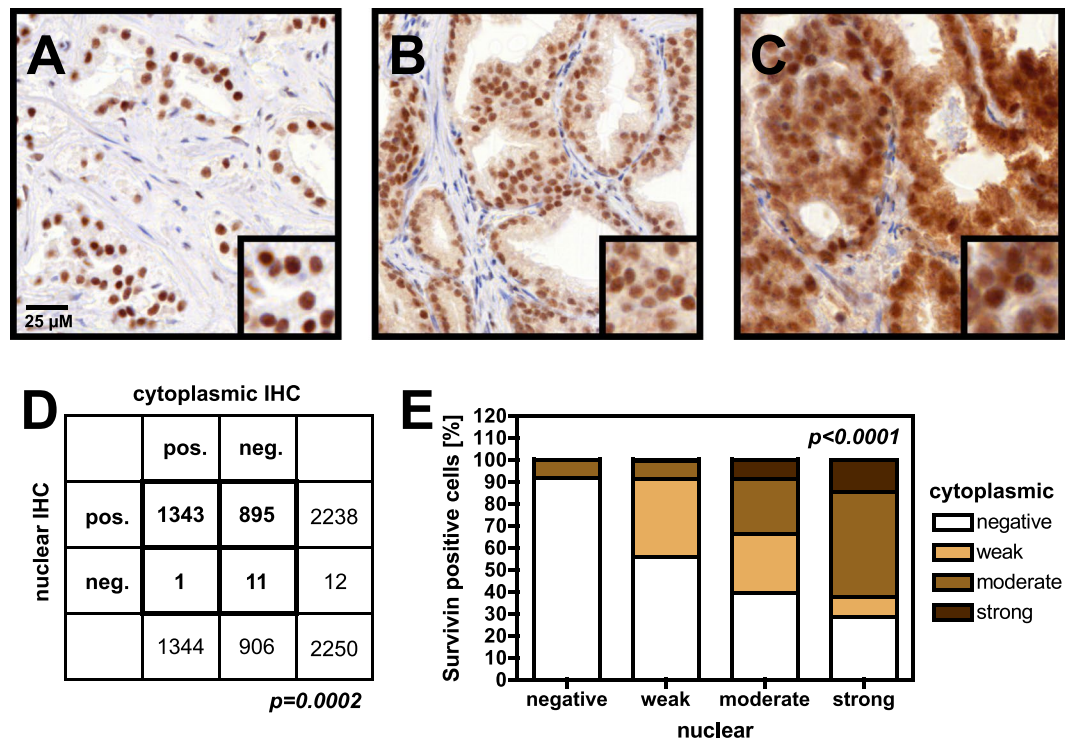 A
B
C
25 µM
D
cytoplasmic IHC
pos. neg.
nuclear IHC
pos. 1343 895 2238
neg. 1 11 12
1344 906 2250
p=0.0002
E
Survivin positive cells [%]
120
110
100
90
80
70
60
50
40
30
20
10
0
p<0.0001
negative weak moderate strong
nuclear
cytoplasmic
negative
weak
moderate
strong